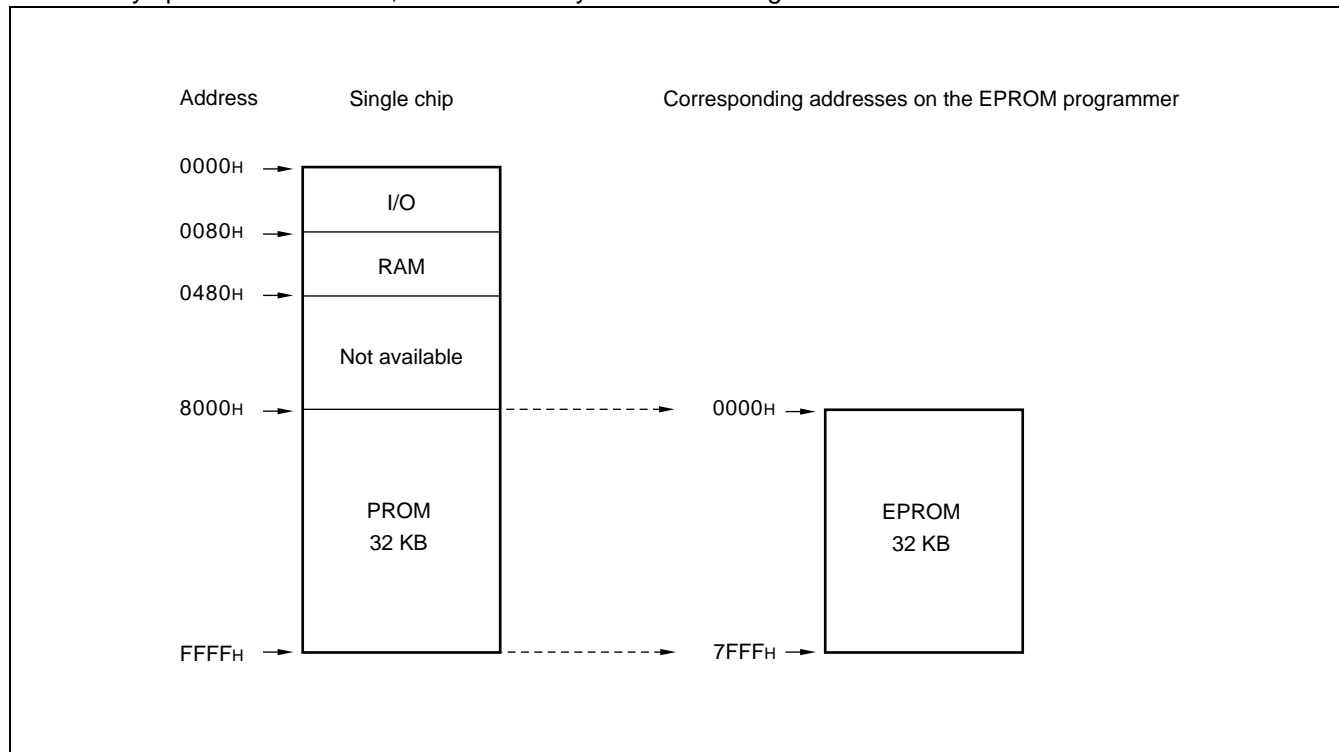 Address Single chip Corresponding addresses on the EPROM programmer
0000H
I/O
0080H
RAM
0480H
Not available
8000H 0000H
PROM EPROM
32 KB 32 KB
FFFFH 7FFFH